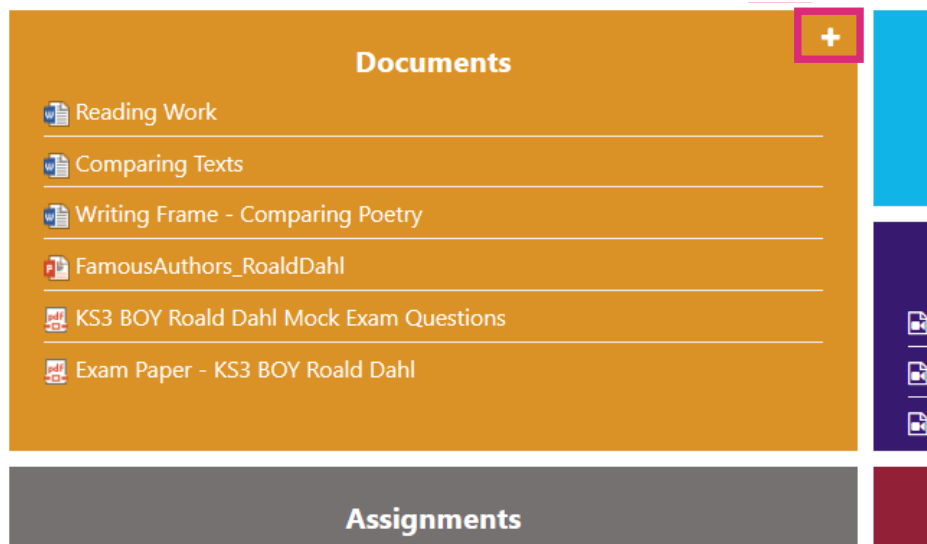 Documents
Reading Work
Comparing Texts
Writing Frame - Comparing Poetry
FamousAuthors_RoaldDahl
KS3 BOY Roald Dahl Mock Exam Questions
Exam Paper - KS3 BOY Roald Dahl
Assignments